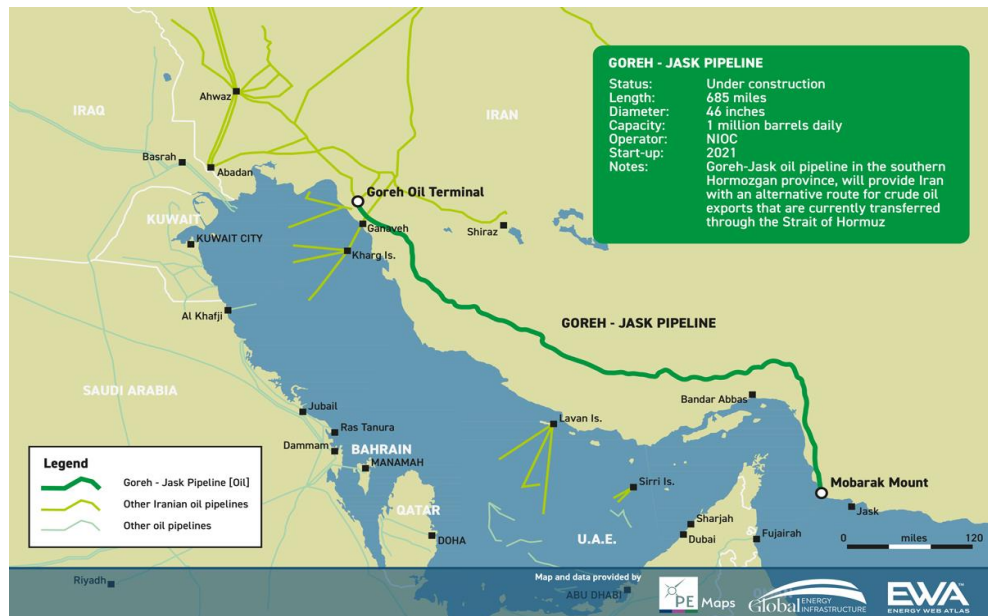 GOREH - JASK PIPELINE
Status: Under construction
Length: 685 miles
Diameter: 46 inches
Capacity: 1 million barrels daily
Operator: NIOC
Start-up: 2021
Notes: Goreh-Jask oil pipeline in the southern
Hormozgan province, will provide Iran
with an alternative route for crude oil
exports that are currently transferred
through the Strait of Hormuz
Ahwaz
IRAQ
IRAN
Basrah
Abadan
Goreh Oil Terminal
KUWAIT
Ganaveh
Shiraz
KUWAIT CITY
Kharg Is.
Al Khafji
GOREH - JASK PIPELINE
SAUDI ARABIA
Bandar Abbas
Jubail
Lavan Is.
Ras Tanura
Dammam
BAHRAIN
MANAMAH
Legend
Goreh - Jask Pipeline [Oil]
Other Iranian oil pipelines
Other oil pipelines
Sirri Is.
Mobarak Mount
Jask
QATAR
DOHA
U.A.E.
Sharjah
Dubai
Fujairah
0 miles 120
Riyadh
ABU DHABI
Map and data provided by
PE Maps
Global ENERGY
INFRASTRUCTURE
EWA™
ENERGY WEB ATLAS